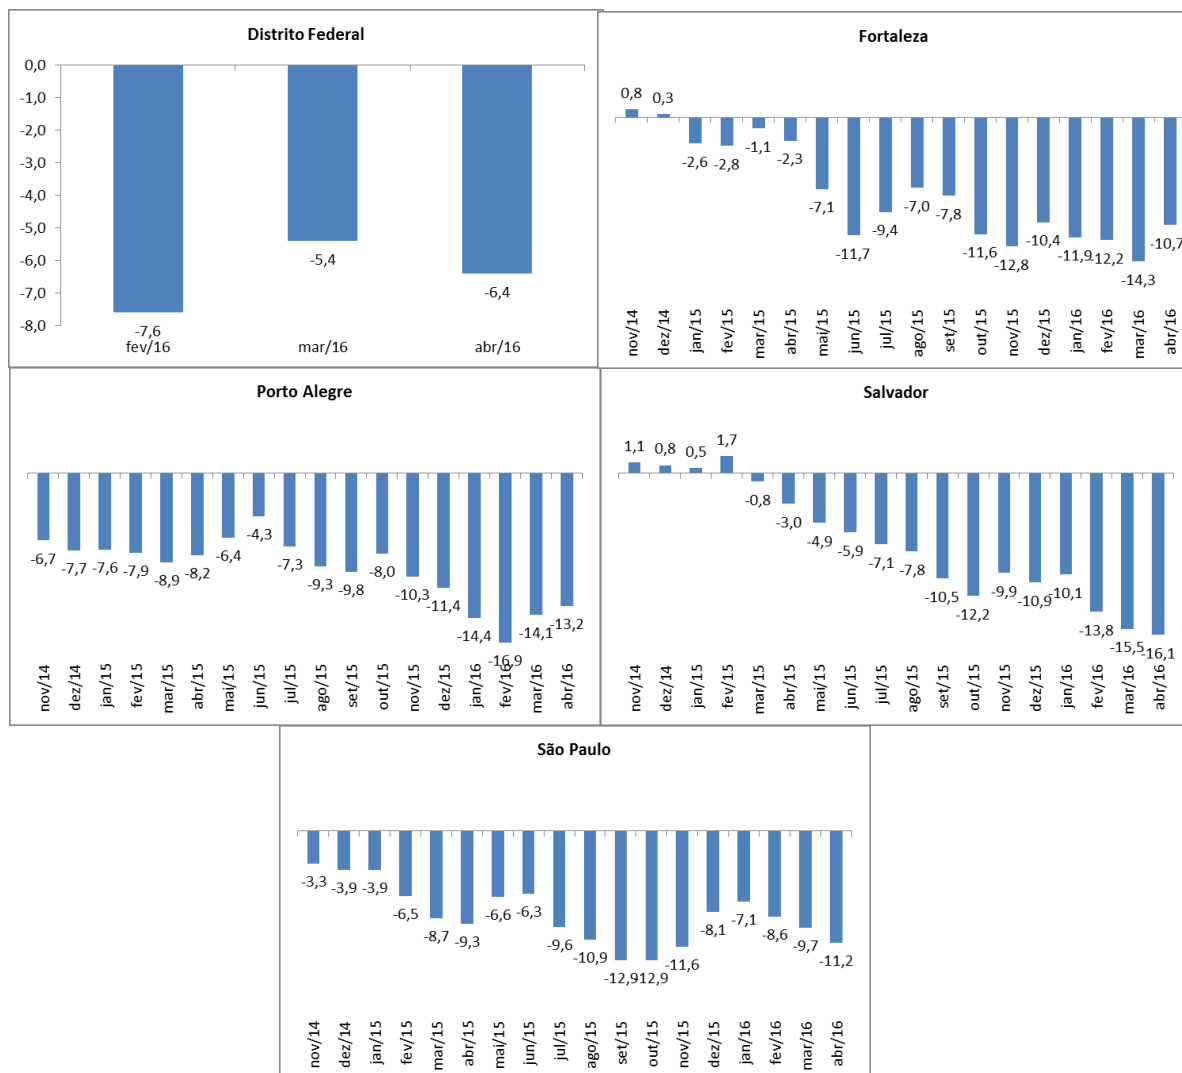 Distrito Federal
0,0
-1,0
-2,0
-3,0
-4,0
-5,0
-6,0
-7,0
-8,0
-7,6
-5,4
-6,4
fev/16 mar/16 abr/16
Fortaleza
0,8 0,3 -2,6 -2,8 -1,1 -2,3 -7,1 -11,7 -9,4 -7,0 -7,8 -11,6 -12,8 -10,4 -11,9 -12,2 -14,3 -10,7
nov/14 dez/14 jan/15 fev/15 mar/15 abr/15 mai/15 jun/15 jul/15 ago/15 set/15 out/15 nov/15 dez/15 jan/16 fev/16 mar/16 abr/16
Porto Alegre
-6,7 -7,7 -7,6 -7,9 -8,9 -8,2 -6,4 -4,3 -7,3 -9,3 -9,8 -8,0 -10,3 -11,4 -14,4 -16,9 -14,1 -13,2
nov/14 dez/14 jan/15 fev/15 mar/15 abr/15 mai/15 jun/15 jul/15 ago/15 set/15 out/15 nov/15 dez/15 jan/16 fev/16 mar/16 abr/16
Salvador
1,1 0,8 0,5 1,7 -0,8 -3,0 -4,9 -5,9 -7,1 -7,8 -10,5 -12,2 -9,9 -10,9 -10,1 -13,8 -15,5 -16,1
nov/14 dez/14 jan/15 fev/15 mar/15 abr/15 mai/15 jun/15 jul/15 ago/15 set/15 out/15 nov/15 dez/15 jan/16 fev/16 mar/16 abr/16
São Paulo
-3,3 -3,9 -3,9 -6,5 -8,7 -9,3 -6,6 -6,3 -9,6 -10,9 -12,9 -12,9 -11,6 -8,1 -7,1 -8,6 -9,7 -11,2
nov/14 dez/14 jan/15 fev/15 mar/15 abr/15 mai/15 jun/15 jul/15 ago/15 set/15 out/15 nov/15 dez/15 jan/16 fev/16 mar/16 abr/16